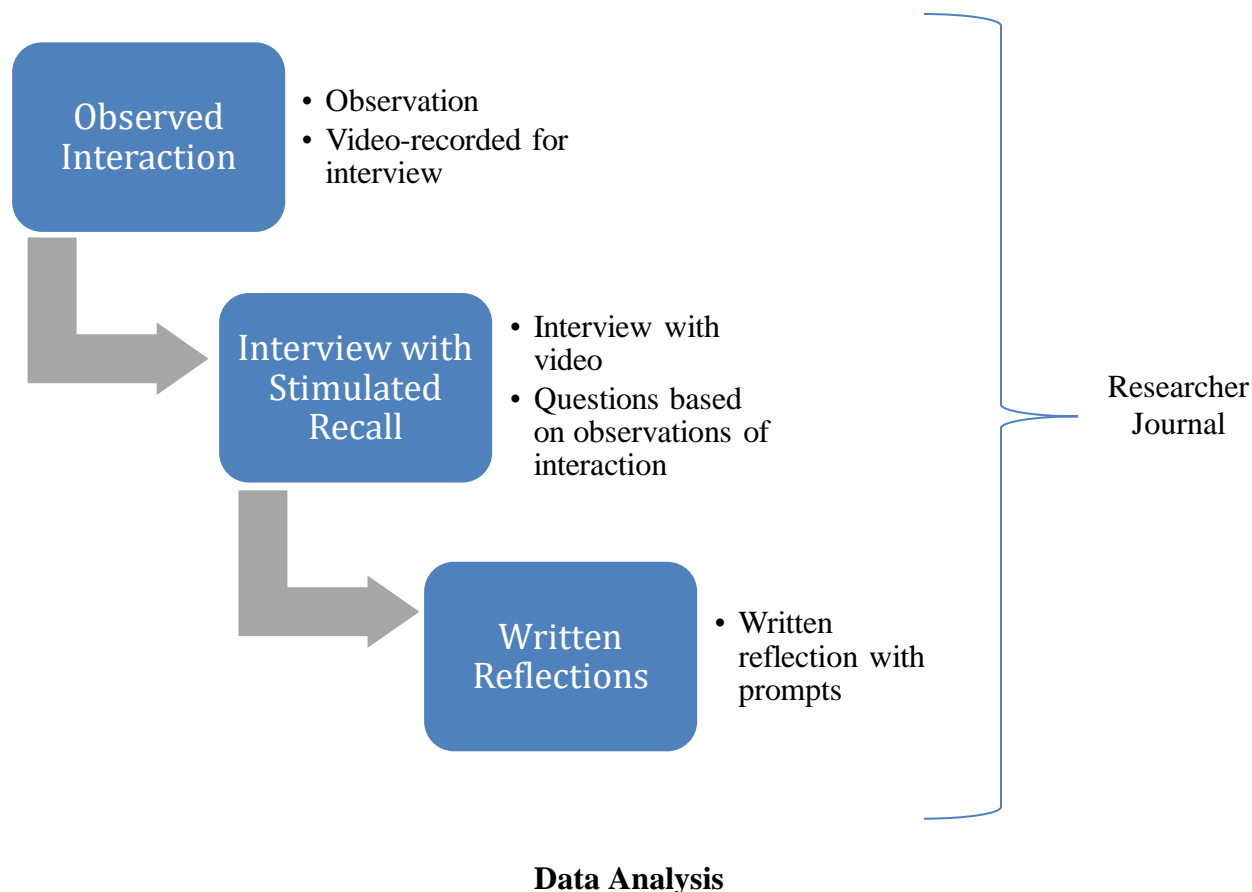 Observed
Interaction
• Observation
• Video-recorded for
interview
Interview with
Stimulated
Recall
• Interview with
video
• Questions based
on observations of
interaction
Researcher
Journal
Written
Reflections
• Written
reflection with
prompts
Data Analysis